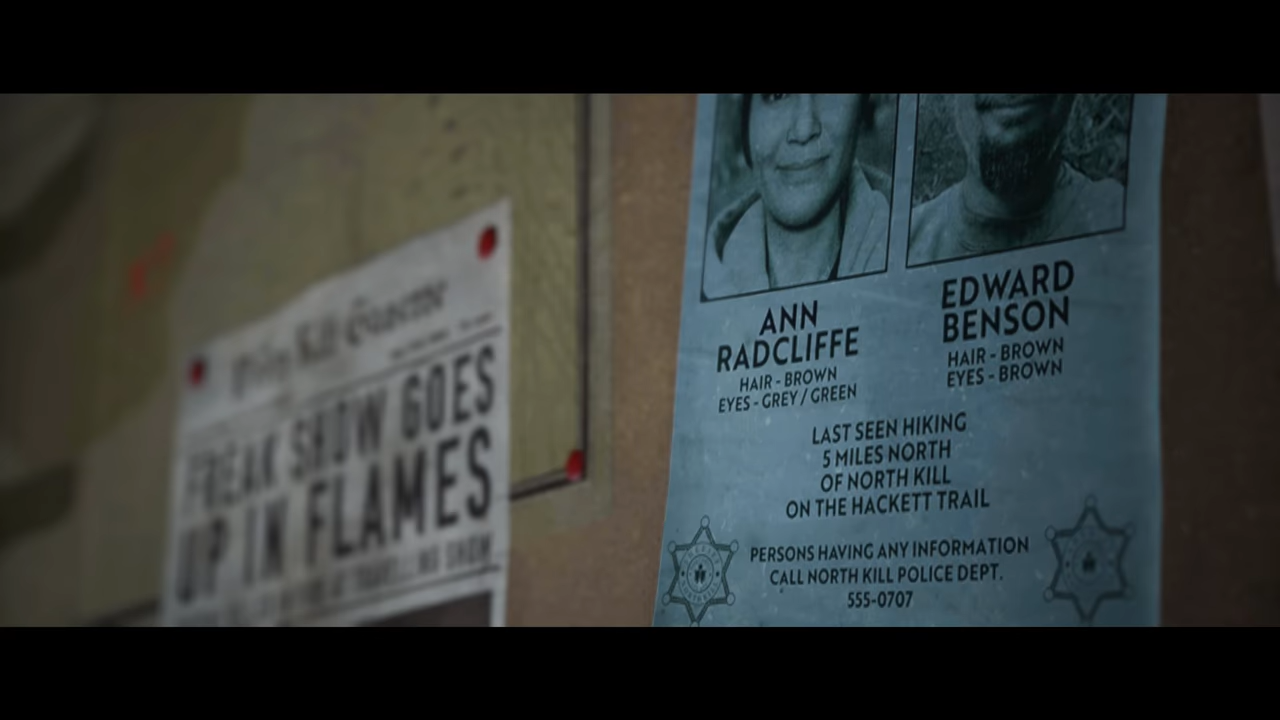 FREAK SHOW GOES
UP IN FLAMES
ANN
RADCLIFFE
HAIR - BROWN
EYES - GREY / GREEN
EDWARD
BENSON
HAIR - BROWN
EYES - BROWN
LAST SEEN HIKING
5 MILES NORTH
OF NORTH KILL
ON THE HACKETT TRAIL
PERSONS HAVING ANY INFORMATION
CALL NORTH KILL POLICE DEPT.
555-0707